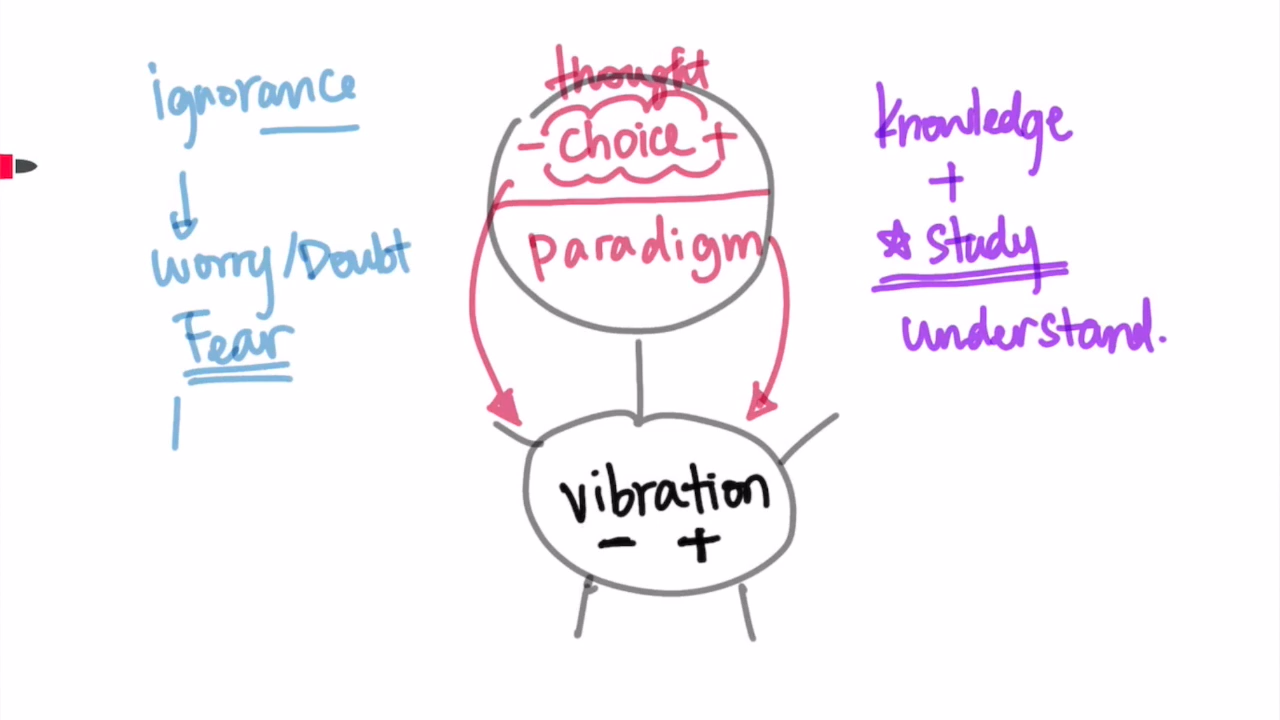 ignorance
worry/Doubt
Fear
thought
- choice +
paradigm
vibration
- +
knowledge
+
☆ study
understand.